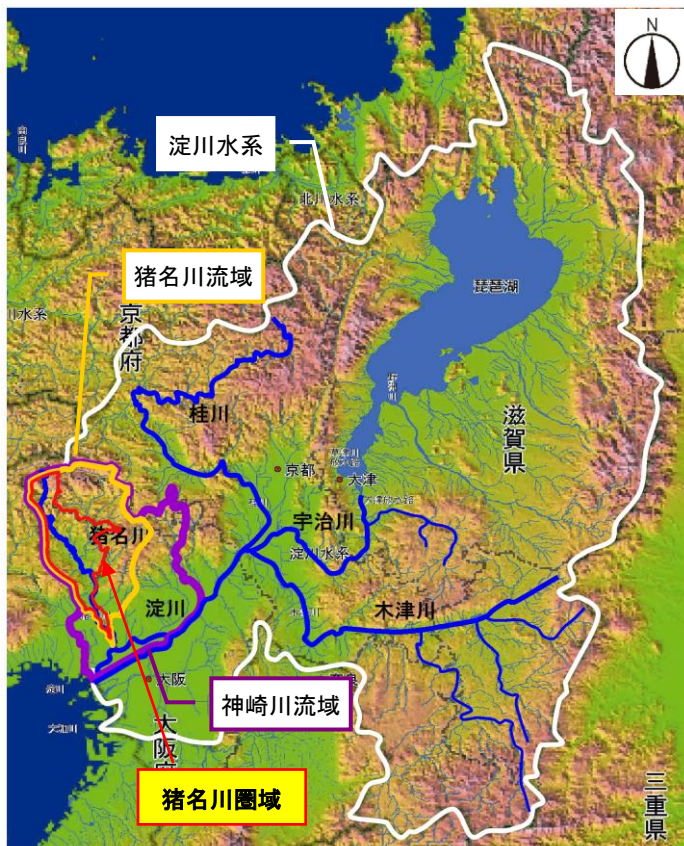 N
淀川水系
北川水系
猪名川流域
琵琶湖
川水系
京都府
桂川
滋賀県
京都
大津
宇治川
淀川水系
猪名川
淀川
木津川
大阪
神崎川流域
大阪府
猪名川圏域
三重県